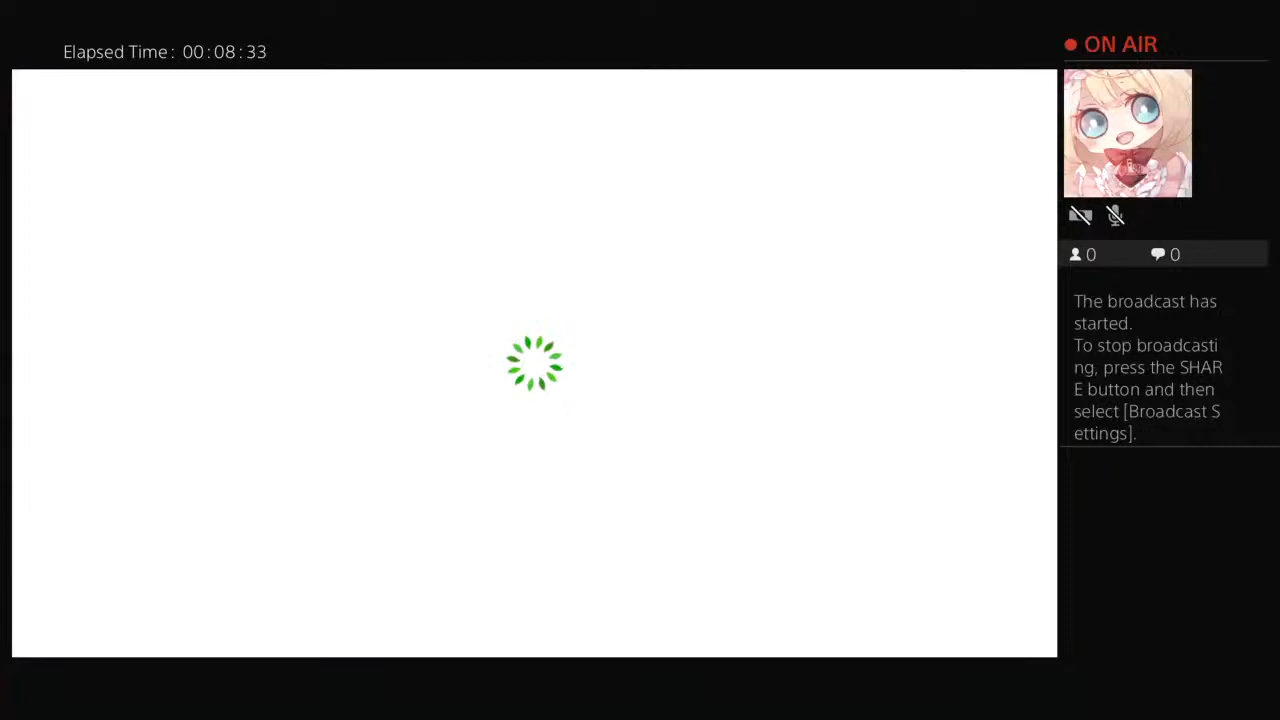 Elapsed Time: 00:08:33
ON AIR
0
0
The broadcast has
started.
To stop broadcasti
ng, press the SHAR
E button and then
select [Broadcast S
ettings].